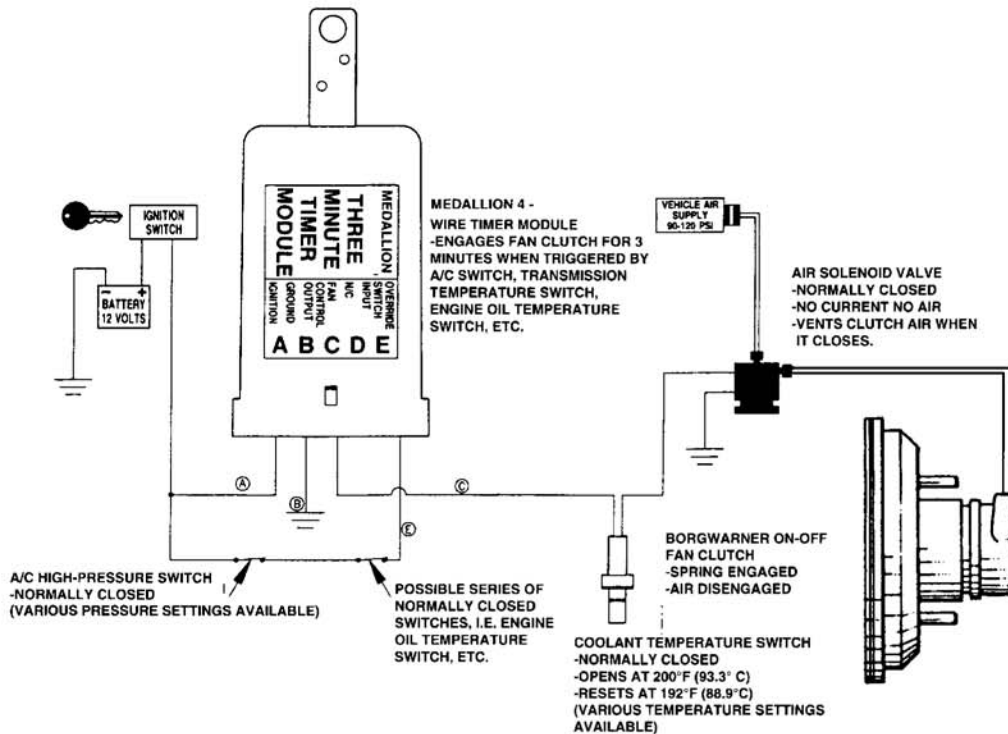 IGNITION
SWITCH
- +
BATTERY
12 VOLTS
MEDALLION
THREE
MINUTE
TIMER
MODULE
OVERRIDE
SWITCH
INPUT
N/C
FAN
CONTROL
OUTPUT
GROUND
IGNITION
A B C D E
MEDALLION 4 -
WIRE TIMER MODULE
-ENGAGES FAN CLUTCH FOR 3
MINUTES WHEN TRIGGERED BY
A/C SWITCH, TRANSMISSION
TEMPERATURE SWITCH,
ENGINE OIL TEMPERATURE
SWITCH, ETC.
VEHICLE AIR
SUPPLY
90-120 PSI
AIR SOLENOID VALVE
-NORMALLY CLOSED
-NO CURRENT NO AIR
-VENTS CLUTCH AIR WHEN
IT CLOSES.
A
B
C
E
A/C HIGH-PRESSURE SWITCH
-NORMALLY CLOSED
(VARIOUS PRESSURE SETTINGS AVAILABLE)
POSSIBLE SERIES OF
NORMALLY CLOSED
SWITCHES, I.E. ENGINE
OIL TEMPERATURE
SWITCH, ETC.
BORGWARNER ON-OFF
FAN CLUTCH
-SPRING ENGAGED
-AIR DISENGAGED
COOLANT TEMPERATURE SWITCH
-NORMALLY CLOSED
-OPENS AT 200°F (93.3° C)
-RESETS AT 192°F (88.9°C)
(VARIOUS TEMPERATURE SETTINGS
AVAILABLE)